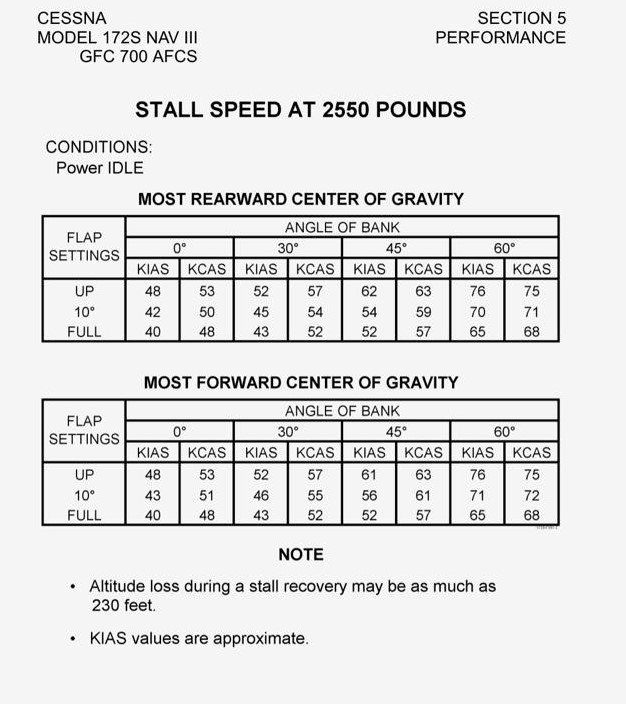 CESSNA
MODEL 172S NAV III
GFC 700 AFCS
SECTION 5
PERFORMANCE
STALL SPEED AT 2550 POUNDS
CONDITIONS:
Power IDLE
MOST REARWARD CENTER OF GRAVITY
FLAP SETTINGS
ANGLE OF BANK
0° 30° 45° 60°
KIAS KCAS KIAS KCAS KIAS KCAS KIAS KCAS
UP 48 53 52 57 62 63 76 75
10° 42 50 45 54 54 59 70 71
FULL 40 48 43 52 52 57 65 68
MOST FORWARD CENTER OF GRAVITY
FLAP SETTINGS
ANGLE OF BANK
0° 30° 45° 60°
KIAS KCAS KIAS KCAS KIAS KCAS KIAS KCAS
UP 48 53 52 57 61 63 76 75
10° 43 51 46 55 56 61 71 72
FULL 40 48 43 52 52 57 65 68
NOTE
• Altitude loss during a stall recovery may be as much as
230 feet.
• KIAS values are approximate.